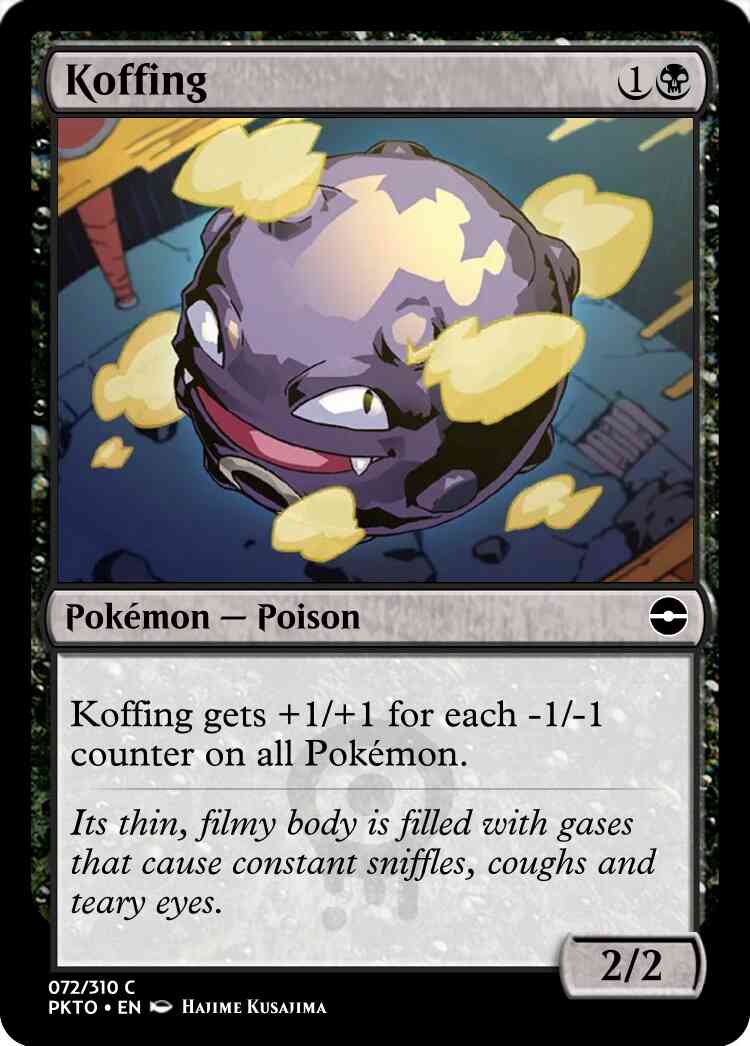 Koffing 1
Pokémon — Poison
Koffing gets +1/+1 for each -1/-1
counter on all Pokémon.
Its thin, filmy body is filled with gases
that cause constant sniffles, coughs and
teary eyes.
2/2
072/310 C
PKTO • EN Hajime Kusajima